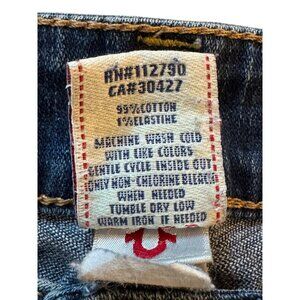 RN#112790
CA#30427
99%COTTON
1%ELASTINE
MACHINE WASH COLD
WITH LIKE COLORS
GENTLE CYCLE INSIDE OUT
ONLY NON-CHLORINE BLEACH
WHEN NEEDED
TUMBLE DRY LOW
WARM IRON IF NEEDED